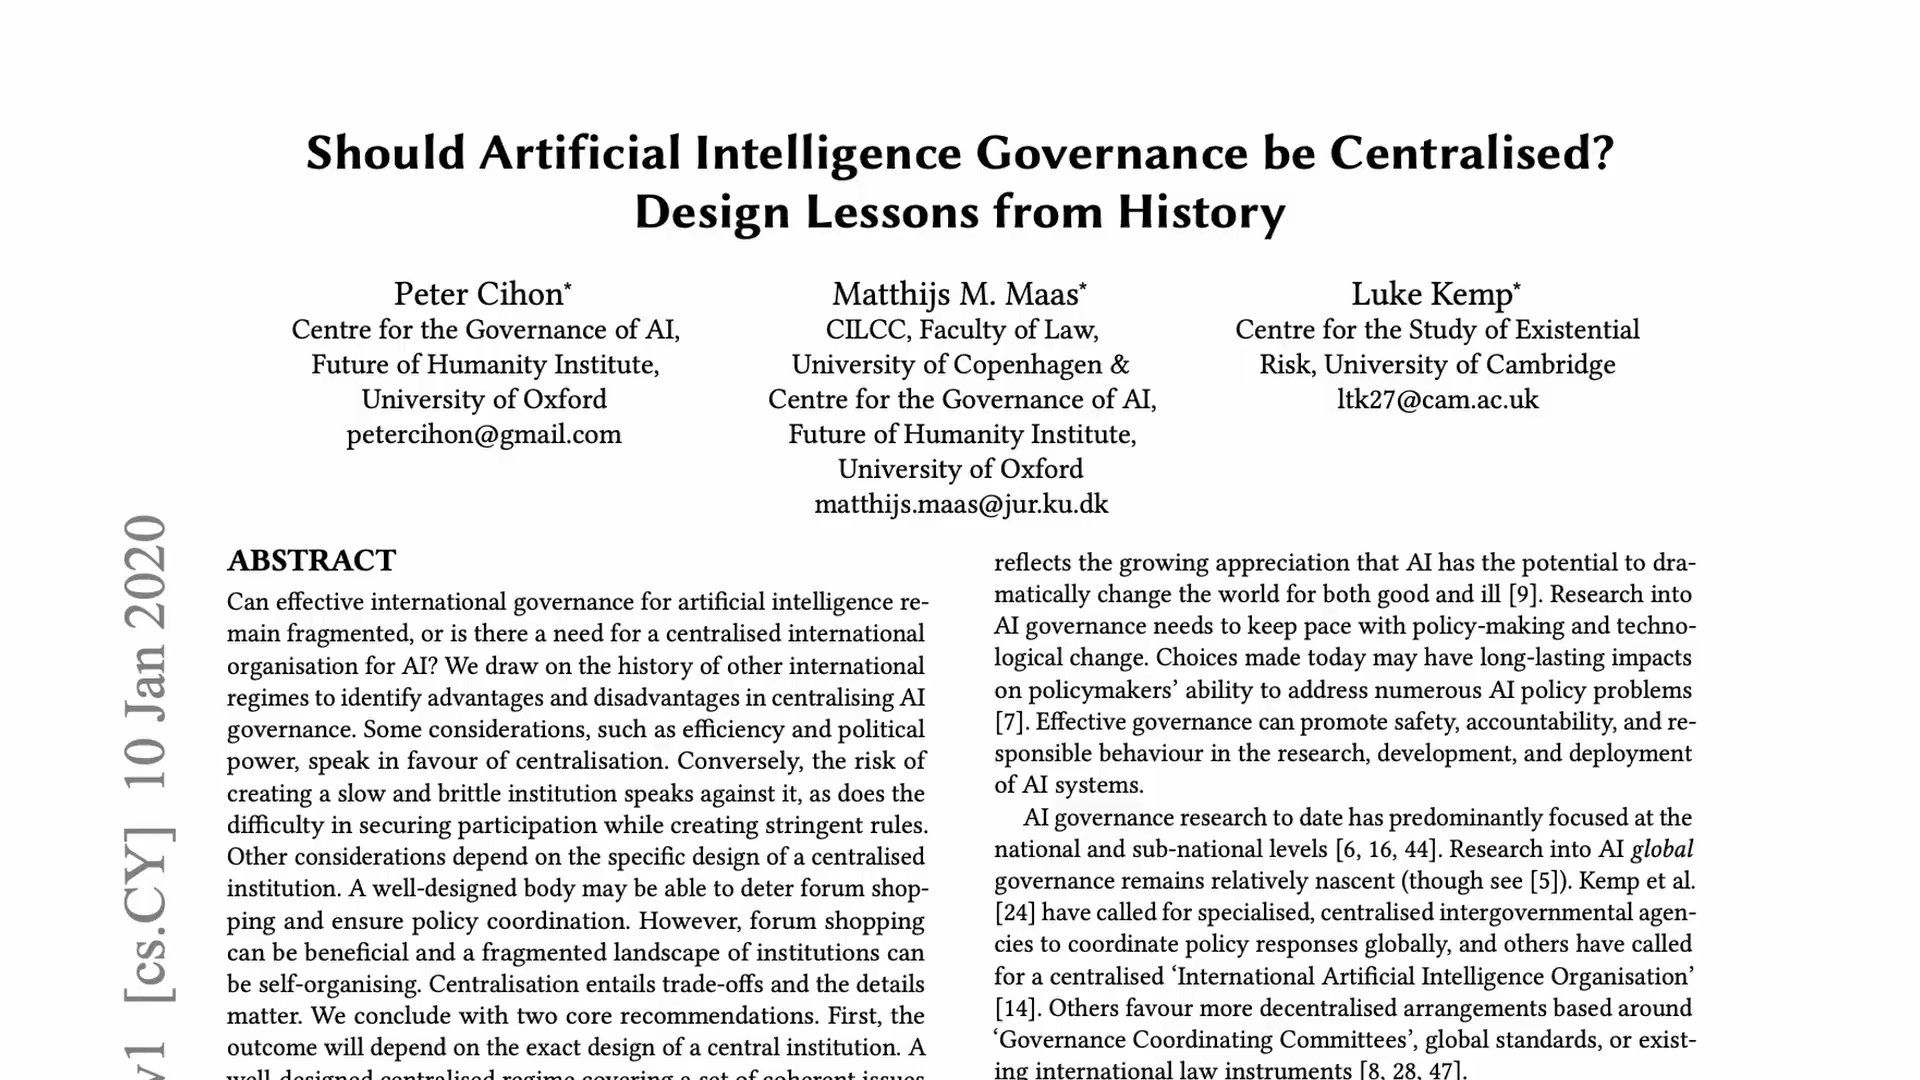 Should Artificial Intelligence Governance be Centralised?
Design Lessons from History
Peter Cihon*
Centre for the Governance of AI,
Future of Humanity Institute,
University of Oxford
petercihon@gmail.com
Matthijs M. Maas*
CILCC, Faculty of Law,
University of Copenhagen &
Centre for the Governance of AI,
Future of Humanity Institute,
University of Oxford
matthijs.maas@jur.ku.dk
Luke Kemp*
Centre for the Study of Existential
Risk, University of Cambridge
ltk27@cam.ac.uk
v1 [cs.CY] 10 Jan 2020
ABSTRACT
Can effective international governance for artificial intelligence re-
main fragmented, or is there a need for a centralised international
organisation for AI? We draw on the history of other international
regimes to identify advantages and disadvantages in centralising AI
governance. Some considerations, such as efficiency and political
power, speak in favour of centralisation. Conversely, the risk of
creating a slow and brittle institution speaks against it, as does the
difficulty in securing participation while creating stringent rules.
Other considerations depend on the specific design of a centralised
institution. A well-designed body may be able to deter forum shop-
ping and ensure policy coordination. However, forum shopping
can be beneficial and a fragmented landscape of institutions can
be self-organising. Centralisation entails trade-offs and the details
matter. We conclude with two core recommendations. First, the
outcome will depend on the exact design of a central institution. A
well-designed centralised regime covering a set of coherent issues
reflects the growing appreciation that AI has the potential to dra-
matically change the world for both good and ill [9]. Research into
AI governance needs to keep pace with policy-making and techno-
logical change. Choices made today may have long-lasting impacts
on policymakers' ability to address numerous AI policy problems
[7]. Effective governance can promote safety, accountability, and re-
sponsible behaviour in the research, development, and deployment
of AI systems.
AI governance research to date has predominantly focused at the
national and sub-national levels [6, 16, 44]. Research into AI global
governance remains relatively nascent (though see [5]). Kemp et al.
[24] have called for specialised, centralised intergovernmental agen-
cies to coordinate policy responses globally, and others have called
for a centralised 'International Artificial Intelligence Organisation'
[14]. Others favour more decentralised arrangements based around
'Governance Coordinating Committees', global standards, or exist-
ing international law instruments [8, 28, 47].